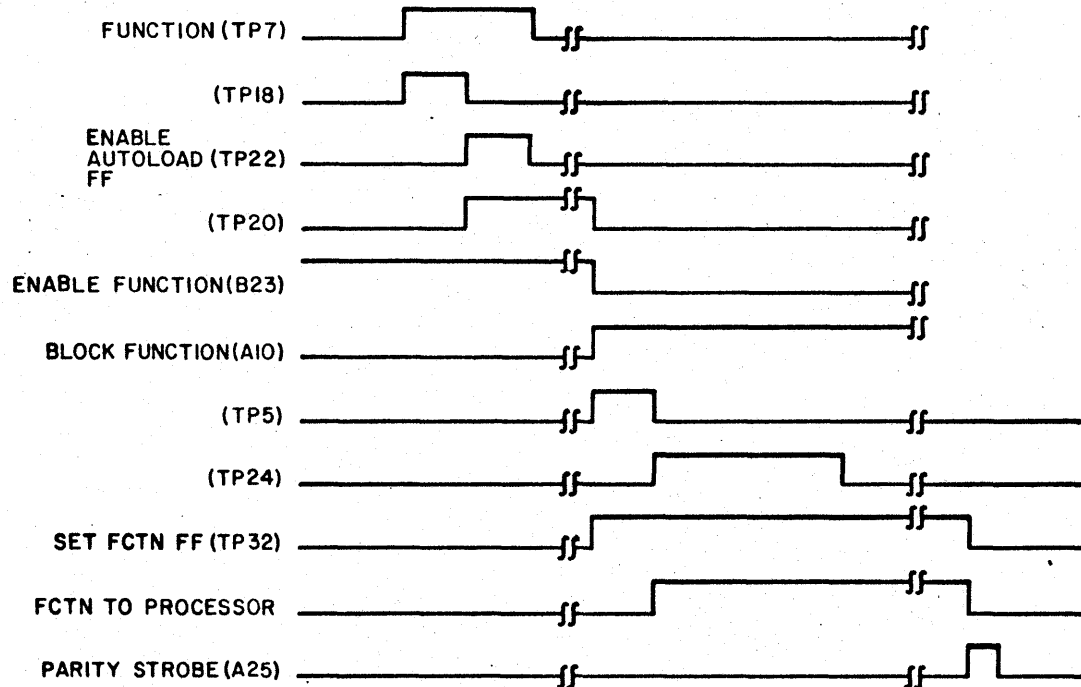 FUNCTION (TP7)
(TP18)
ENABLE
AUTOLOAD (TP22)
FF
(TP20)
ENABLE FUNCTION(B23)
BLOCK FUNCTION(A10)
(TP5)
(TP24)
SET FCTN FF (TP32)
FCTN TO PROCESSOR
PARITY STROBE(A25)